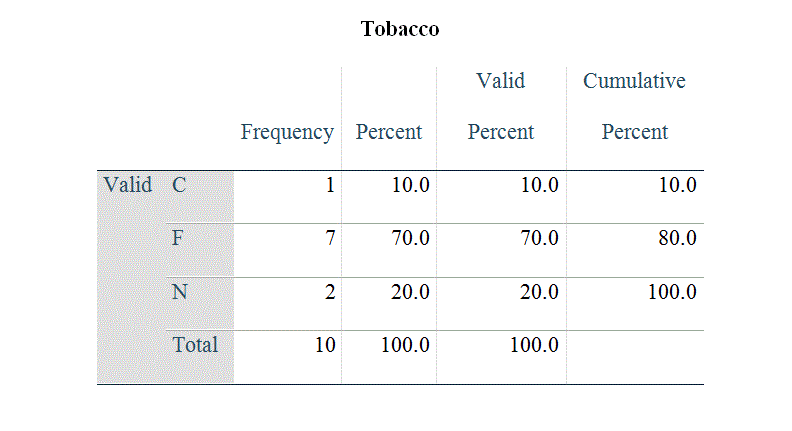 Tobacco
Valid Cumulative
Frequency Percent Percent Percent
Valid C 1 10.0 10.0 10.0
F 7 70.0 70.0 80.0
N 2 20.0 20.0 100.0
Total 10 100.0 100.0